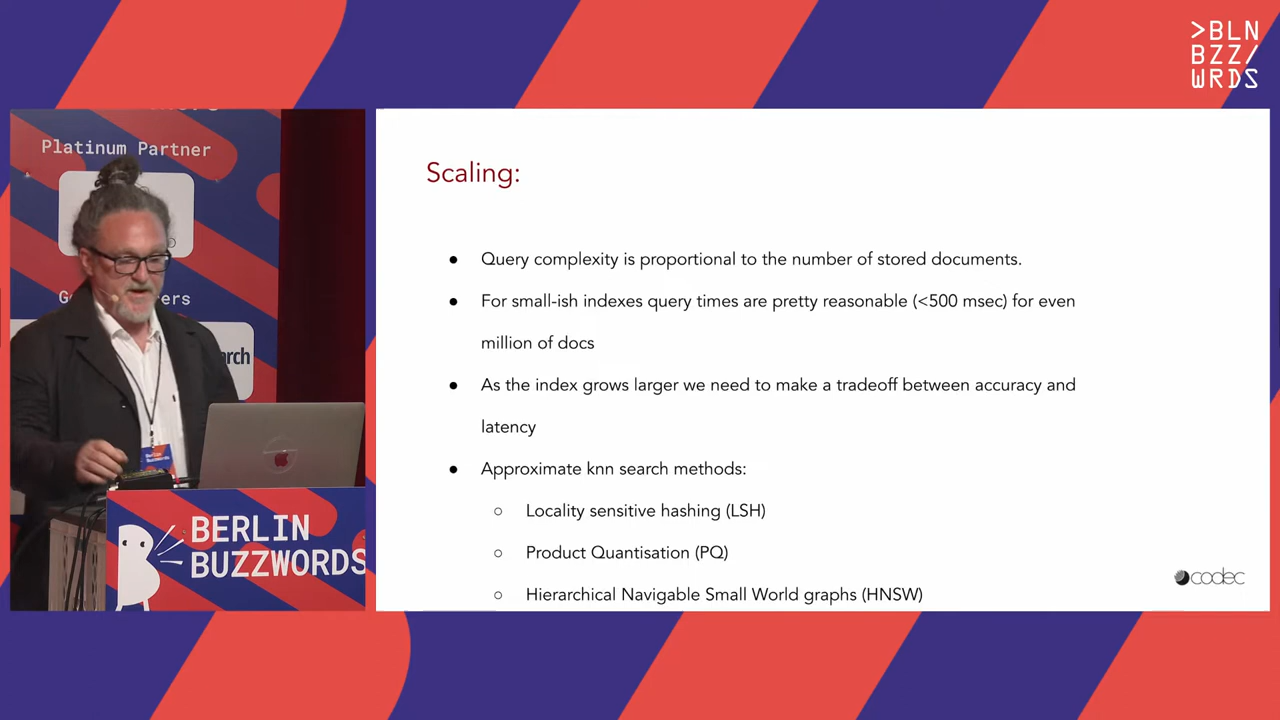 >BLN
BZZ/
WRDS
Platinum Partner
BERLIN
BUZZWORDS
Scaling:
● Query complexity is proportional to the number of stored documents.
● For small-ish indexes query times are pretty reasonable (<500 msec) for even
million of docs
● As the index grows larger we need to make a tradeoff between accuracy and
latency
● Approximate knn search methods:
○ Locality sensitive hashing (LSH)
○ Product Quantisation (PQ)
○ Hierarchical Navigable Small World graphs (HNSW)
codec